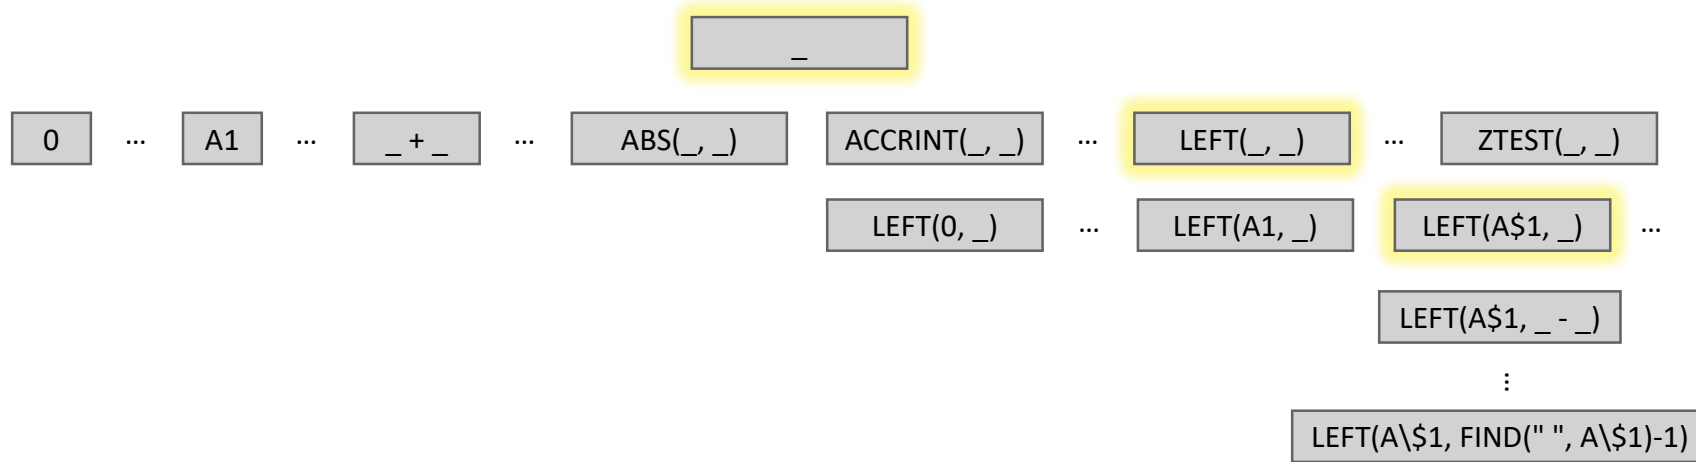 _
0 ... A1 ... _ + _ ... ABS(_, _) ACCRINT(_, _) ... LEFT(_, _) ... ZTEST(_, _)
LEFT(0, _) ... LEFT(A1, _) LEFT(A$1, _) ...
LEFT(A$1, _ - _)
⋮
LEFT(A\$1, FIND(" ", A\$1)-1)